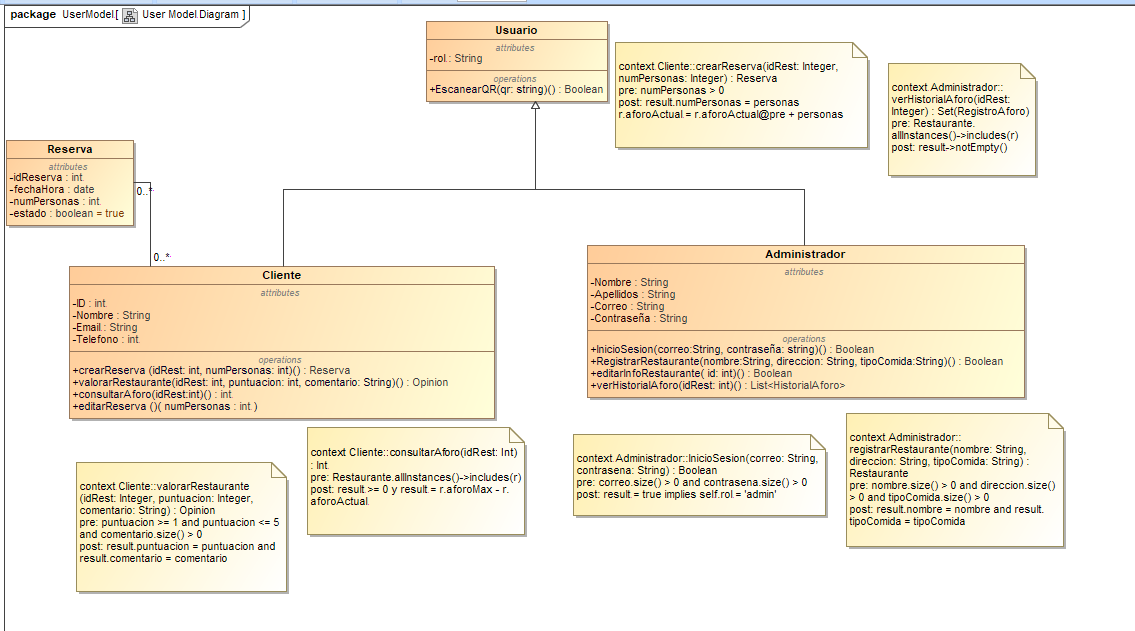 package UserModel[ User Model Diagram ]
Usuario
attributes
-rol : String
operations
+EscanearQR(qr: string)() : Boolean
context Cliente::crearReserva(idRest: Integer,
numPersonas: Integer) : Reserva
pre: numPersonas > 0
post: result.numPersonas = personas
r.aforoActual = r.aforoActual@pre + personas
context Administrador::
verHistorialAforo(idRest:
Integer) : Set(RegistroAforo)
pre: Restaurante.
allInstances()->includes(r)
post: result->notEmpty()
Reserva
attributes
-idReserva : int
-fechaHora : date
-numPersonas : int
-estado : boolean = true
0..*
0..*
Cliente
attributes
-ID : int
-Nombre : String
-Email : String
-Telefono : int
operations
+crearReserva (idRest: int, numPersonas: int)() : Reserva
+valorarRestaurante(idRest: int, puntuacion: int, comentario: String)() : Opinion
+consultarAforo(idRest:int)() : int
+editarReserva ()( numPersonas : int )
Administrador
attributes
-Nombre : String
-Apellidos : String
-Correo : String
-Contraseña : String
operations
+InicioSesion(correo:String, contraseña: string)() : Boolean
+RegistrarRestaurante(nombre:String, direccion: String, tipoComida:String)() : Boolean
+editarInfoRestaurante( id: int)() : Boolean
+verHistorialAforo(idRest: int)() : List<HistorialAforo>
context Cliente::valorarRestaurante
(idRest: Integer, puntuacion: Integer,
comentario: String) : Opinion
pre: puntuacion >= 1 and puntuacion <= 5
and comentario.size() > 0
post: result.puntuacion = puntuacion and
result.comentario = comentario
context Cliente::consultarAforo(idRest: Int)
: Int
pre: Restaurante.allInstances()->includes(r)
post: result >= 0 y result = r.aforoMax - r.
aforoActual
context Administrador::InicioSesion(correo: String,
contrasena: String) : Boolean
pre: correo.size() > 0 and contrasena.size() > 0
post: result = true implies self.rol = 'admin'
context Administrador::
registrarRestaurante(nombre: String,
direccion: String, tipoComida: String) :
Restaurante
pre: nombre.size() > 0 and direccion.size()
> 0 and tipoComida.size() > 0
post: result.nombre = nombre and result.
tipoComida = tipoComida